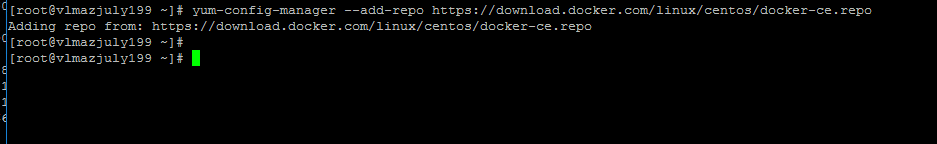 [root@vlmazjuly199 ~]# yum-config-manager --add-repo https://download.docker.com/linux/centos/docker-ce.repo
Adding repo from: https://download.docker.com/linux/centos/docker-ce.repo
[root@vlmazjuly199 ~]#
[root@vlmazjuly199 ~]#